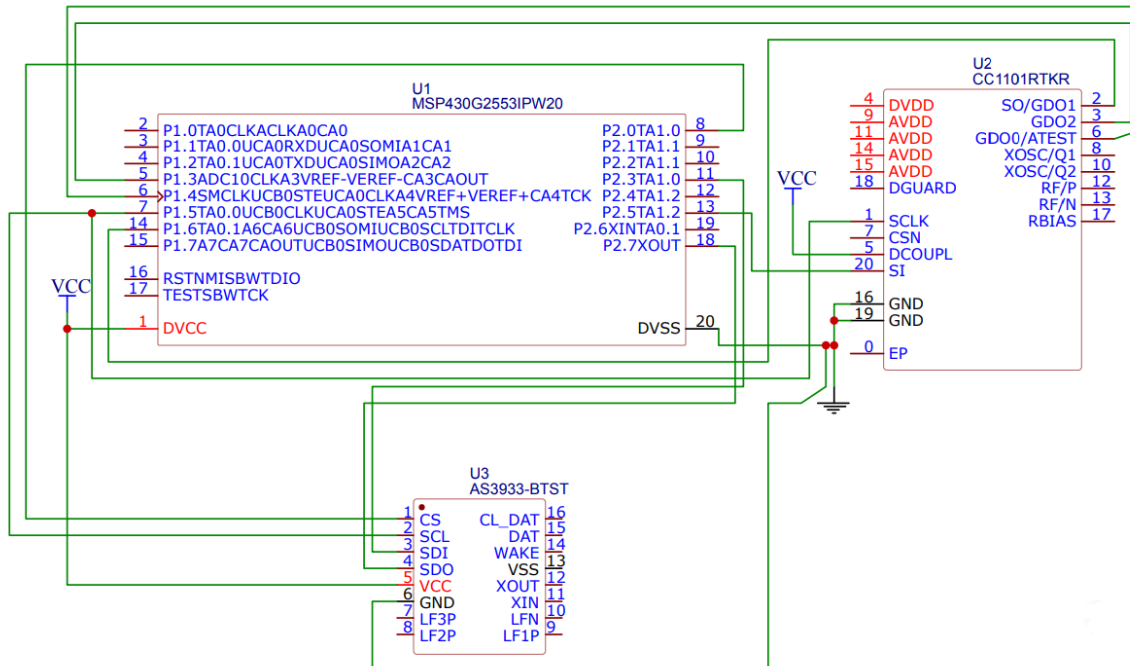 U1
MSP430G2553IPW20
2 P1.0TA0CLKACLKA0CA0
3 P1.1TA0.0UCA0RXDUCA0SOMIA1CA1
4 P1.2TA0.1UCA0TXDUCA0SIMOA2CA2
5 P1.3ADC10CLKA3VREF-VEREF-CA3CAOUT
6 P1.4SMCLKUCB0STEUCA0CLKA4VREF+VEREF+CA4TCK
7 P1.5TA0.0UCB0CLKUCA0STEA5CA5TMS
14 P1.6TA0.1A6CA6UCB0SOMIUCB0SCLTDITCLK
15 P1.7A7CA7CAOUTUCB0SIMOUCB0SDATDOTDI
16 RSTNMISBWTDIO
17 TESTSBWTCK
1 DVCC
P2.0TA1.0 8
P2.1TA1.1 9
P2.2TA1.1 10
P2.3TA1.0 11
P2.4TA1.2 12
P2.5TA1.2 13
P2.6XINTA0.1 19
P2.7XOUT 18
DVSS 20
VCC
U2
CC1101RTKR
4 DVDD
9 AVDD
11 AVDD
14 AVDD
15 AVDD
18 DGUARD
1 SCLK
7 CSN
5 DCOUPL
20 SI
16 GND
19 GND
0 EP
SO/GDO1 2
GDO2 3
GDO0/ATEST 6
XOSC/Q1 8
XOSC/Q2 10
RF/P 12
RF/N 13
RBIAS 17
VCC
U3
AS3933-BTST
1 CS
2 SCL
3 SDI
4 SDO
5 VCC
6 GND
7 LF3P
8 LF2P
CL_DAT 16
DAT 15
WAKE 14
VSS 13
XOUT 12
XIN 11
LFN 10
LF1P 9